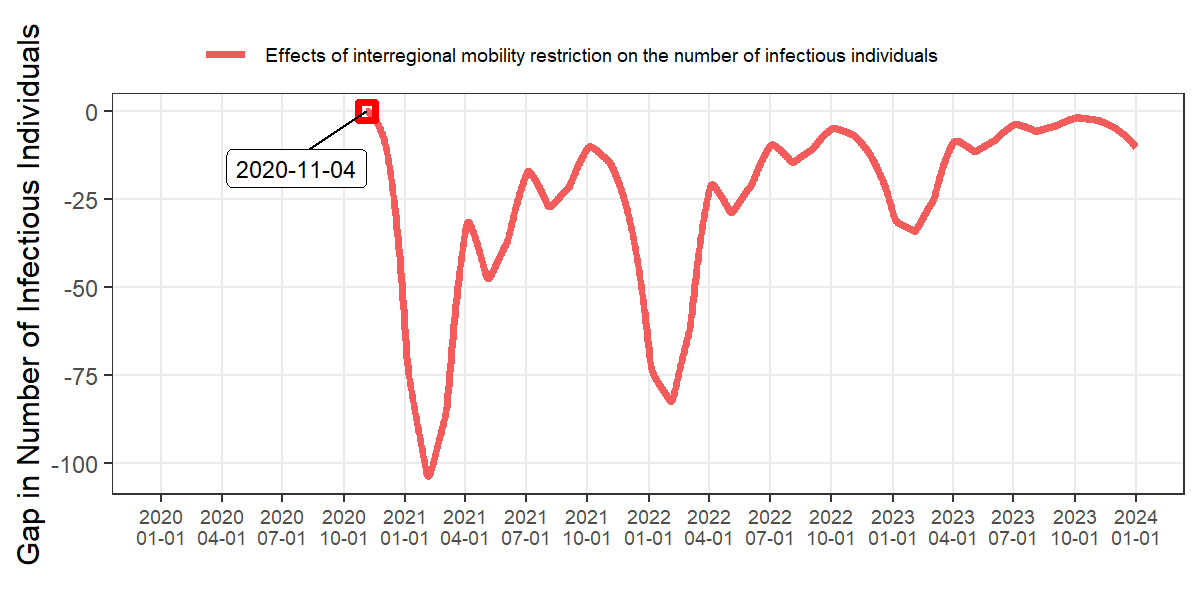 Effects of interregional mobility restriction on the number of infectious individuals
Gap in Number of Infectious Individuals
0
-25
-50
-75
-100
2020-11-04
2020 2020 2020 2020 2021 2021 2021 2021 2022 2022 2022 2022 2023 2023 2023 2023 2024
01-01 04-01 07-01 10-01 01-01 04-01 07-01 10-01 01-01 04-01 07-01 10-01 01-01 04-01 07-01 10-01 01-01